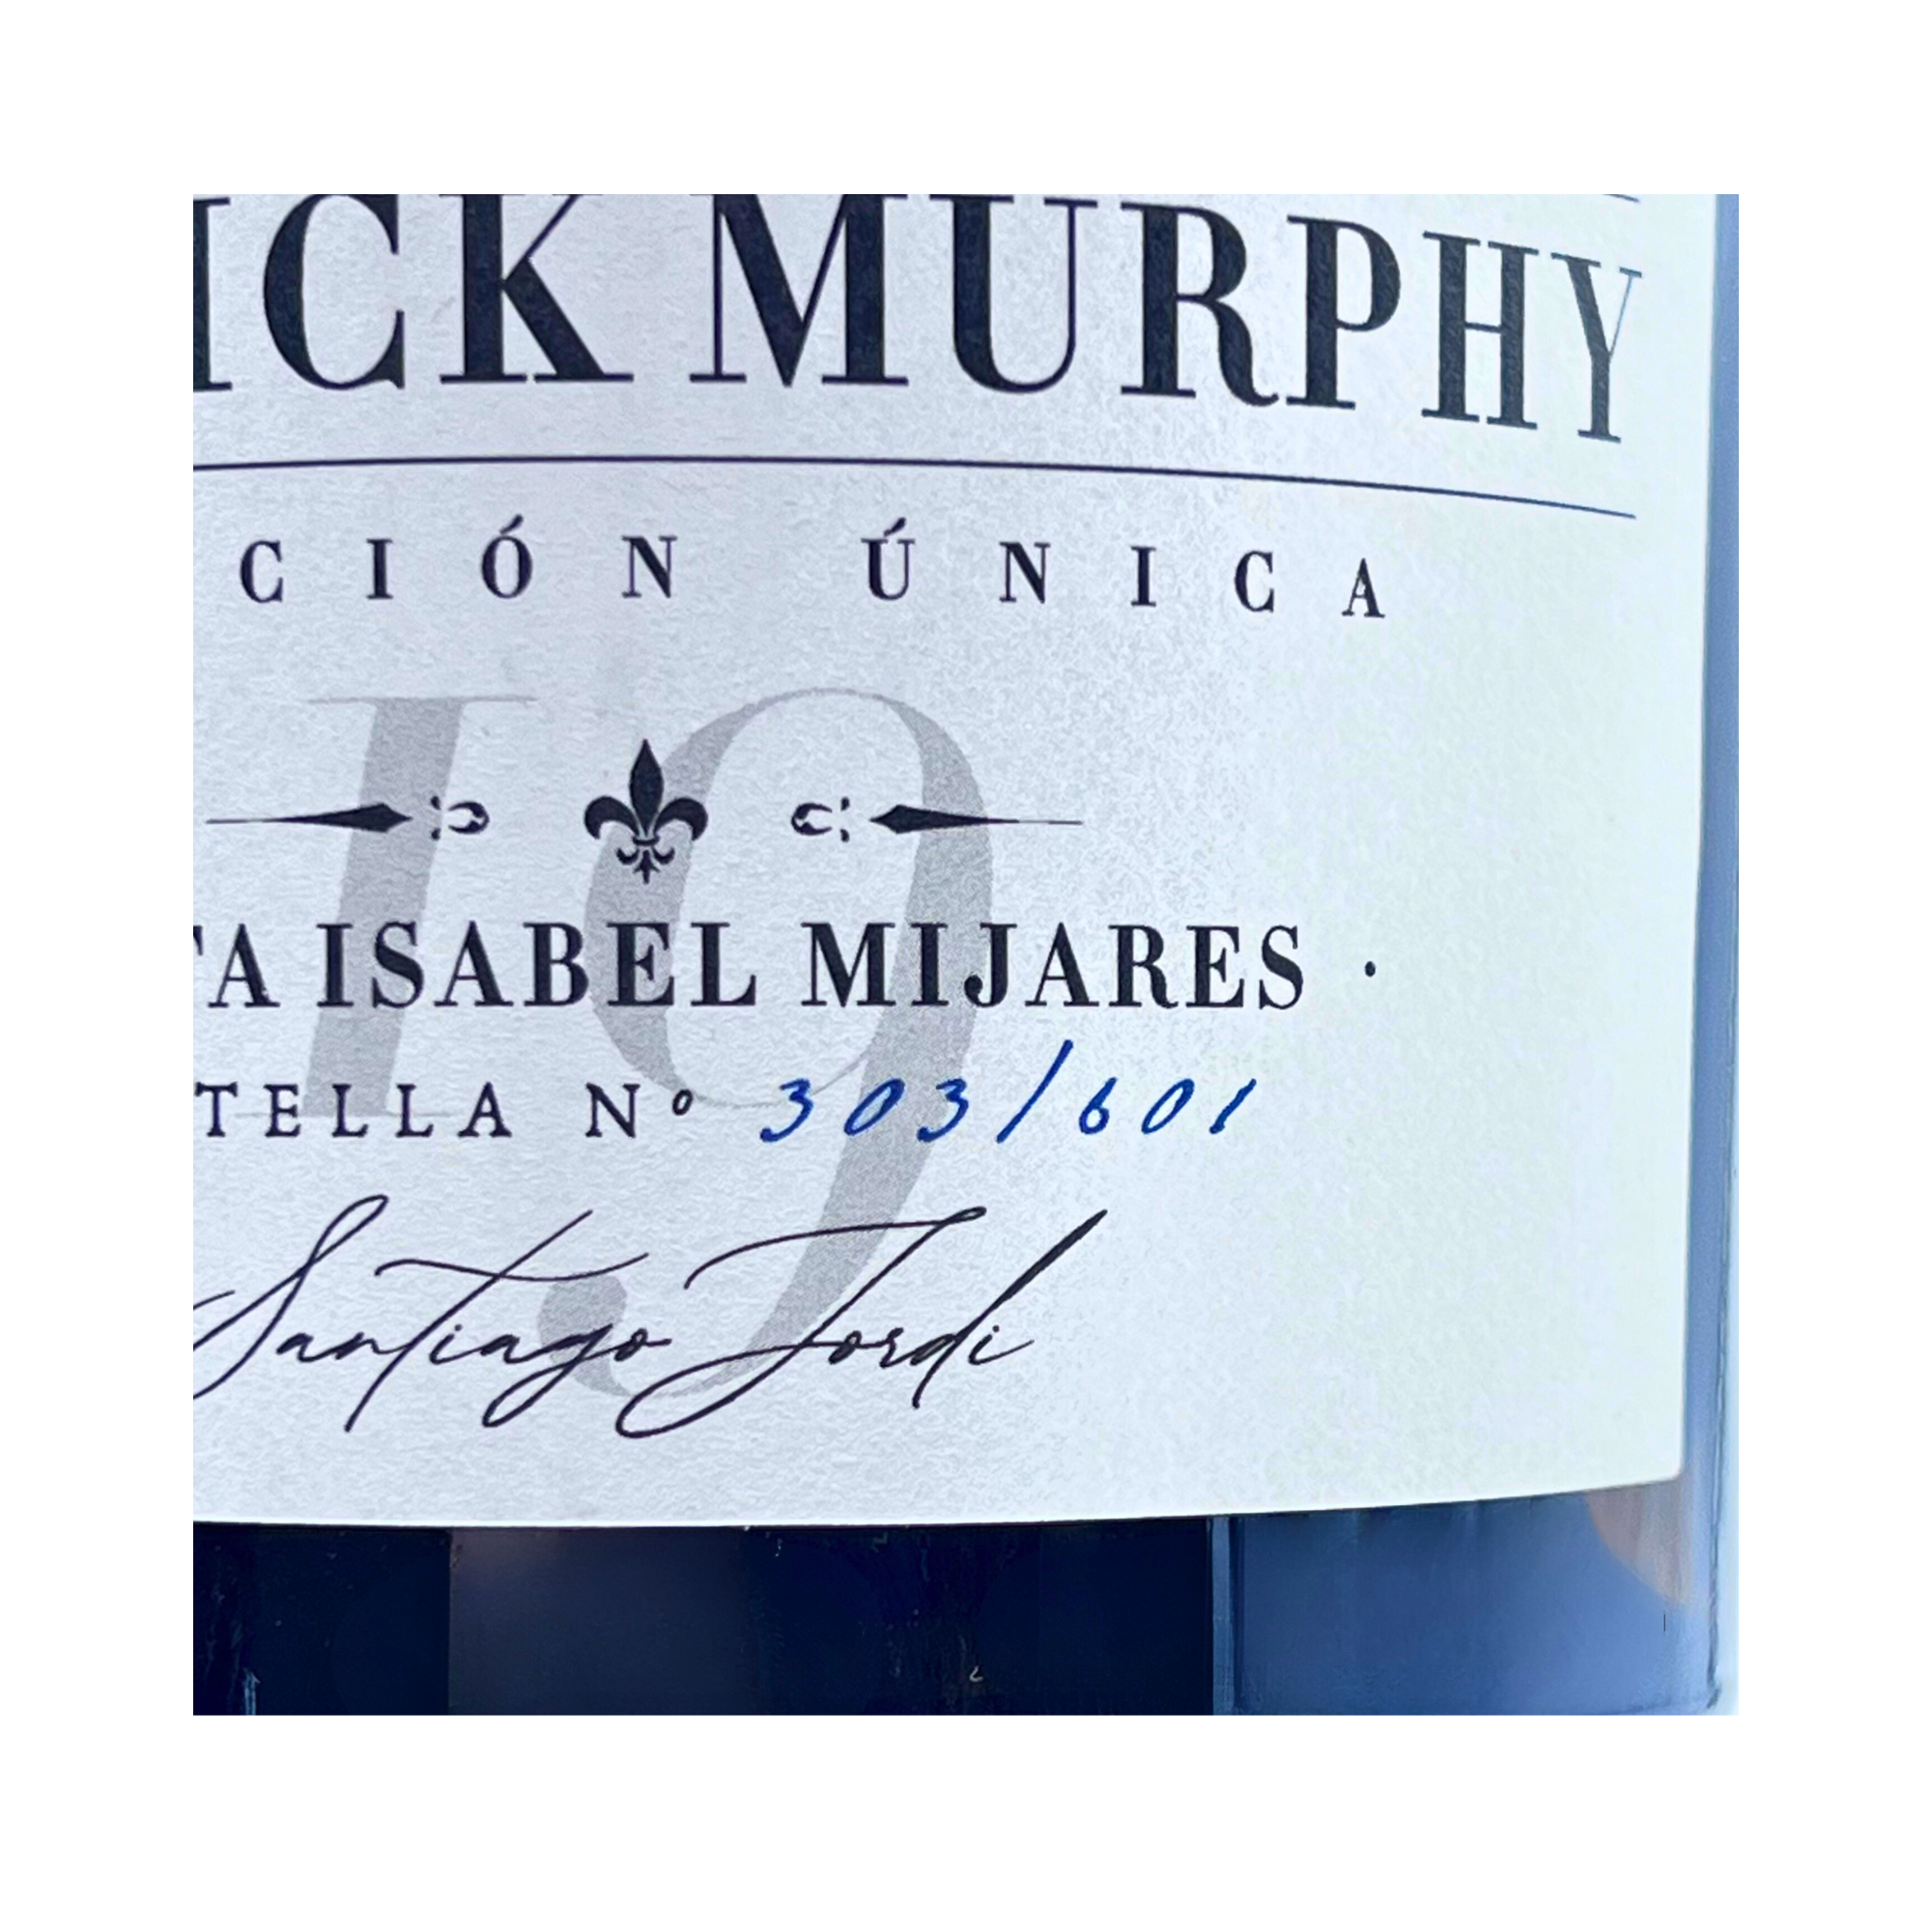 ICK MURPHY
CIÓN ÚNICA
19
TA ISABEL MIJARES ·
TELLA Nº 303/601
Santiago Jordi